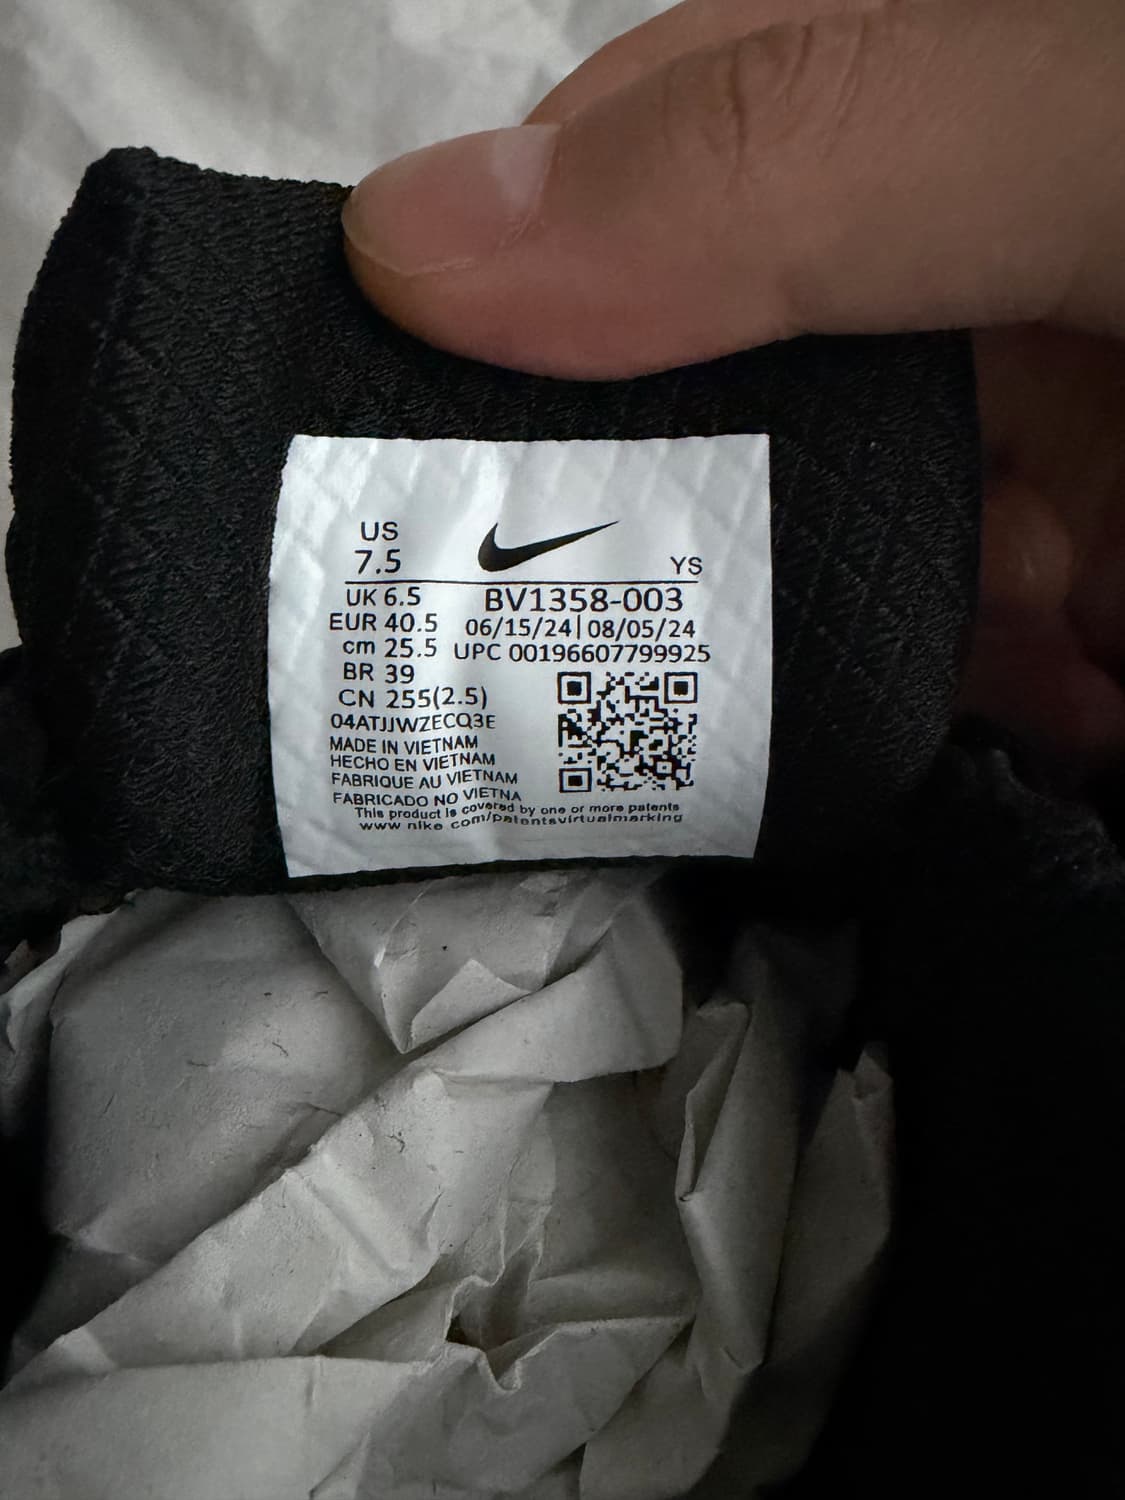 US
7.5
YS
UK 6.5
BV1358-003
EUR 40.5
06/15/24|08/05/24
cm 25.5
UPC 00196607799925
BR 39
CN 255(2.5)
04ATJJWZECQ3E
MADE IN VIETNAM
HECHO EN VIETNAM
FABRIQUE AU VIETNAM
FABRICADO NO VIETNA
This product is covered by one or more patents
www nike com/patentsvirtualmarking